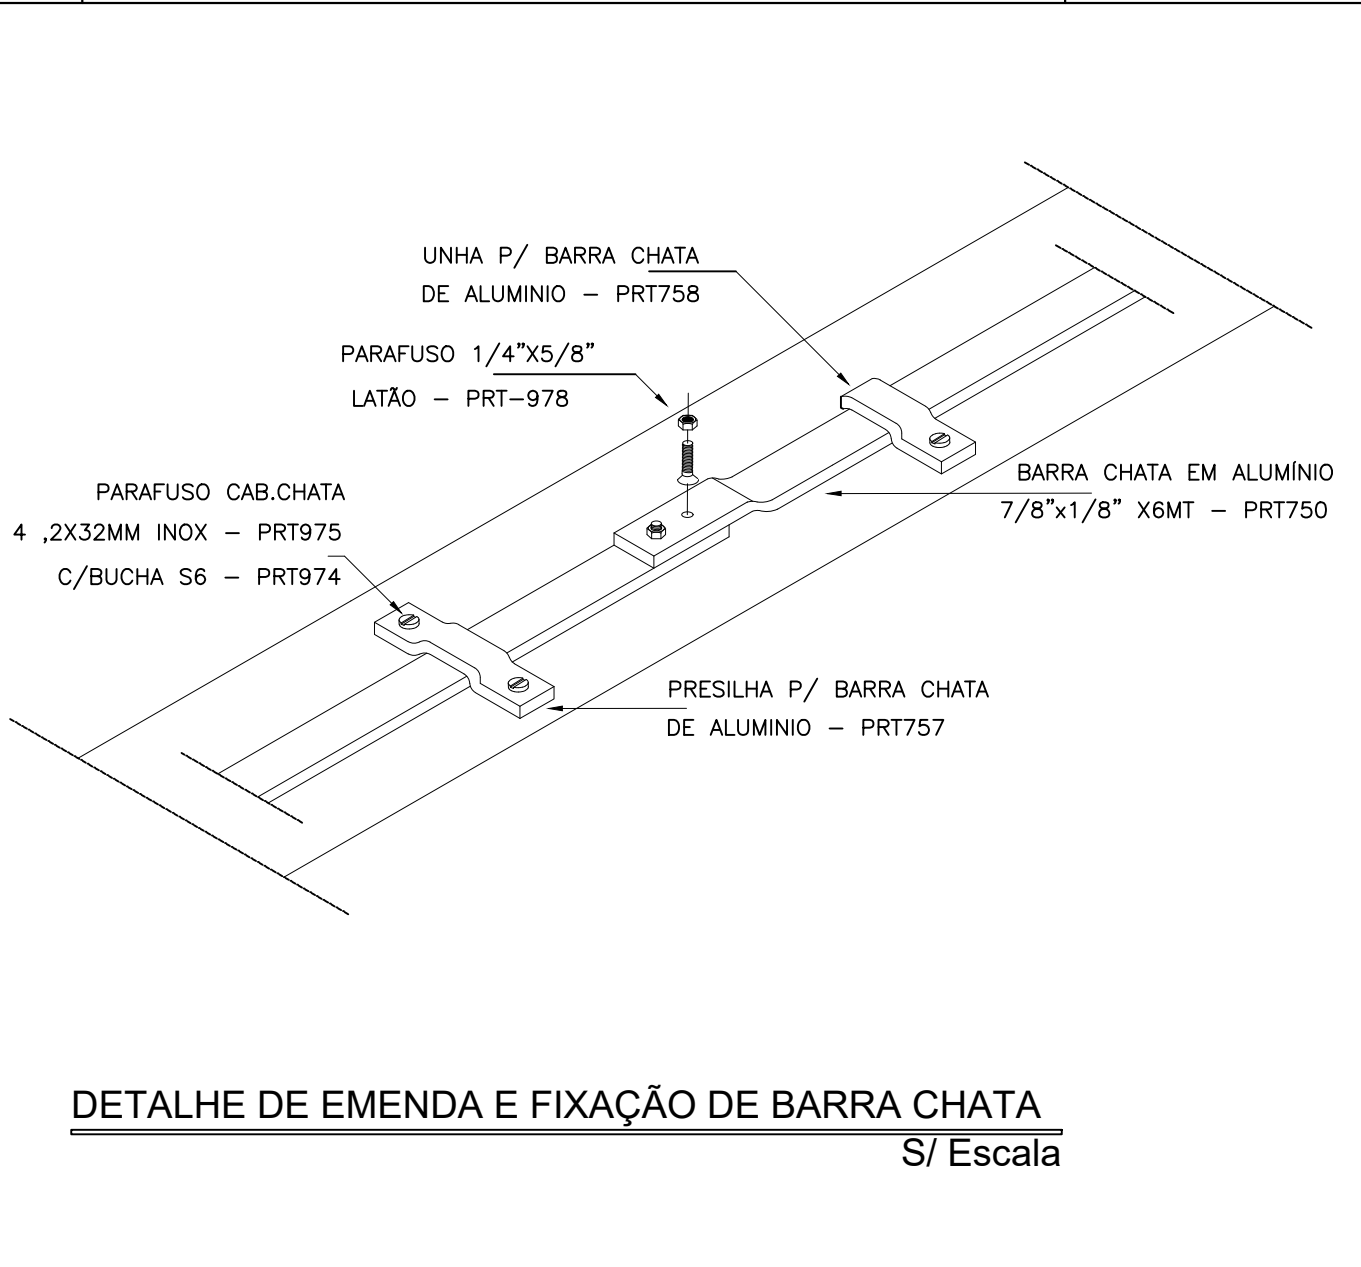 UNHA P/ BARRA CHATA
DE ALUMINIO – PRT758
PARAFUSO 1/4"X5/8"
LATÃO – PRT–978
PARAFUSO CAB.CHATA
4 ,2X32MM INOX – PRT975
C/BUCHA S6 – PRT974
BARRA CHATA EM ALUMÍNIO
7/8"x1/8" X6MT – PRT750
PRESILHA P/ BARRA CHATA
DE ALUMINIO – PRT757
DETALHE DE EMENDA E FIXAÇÃO DE BARRA CHATA
S/ Escala